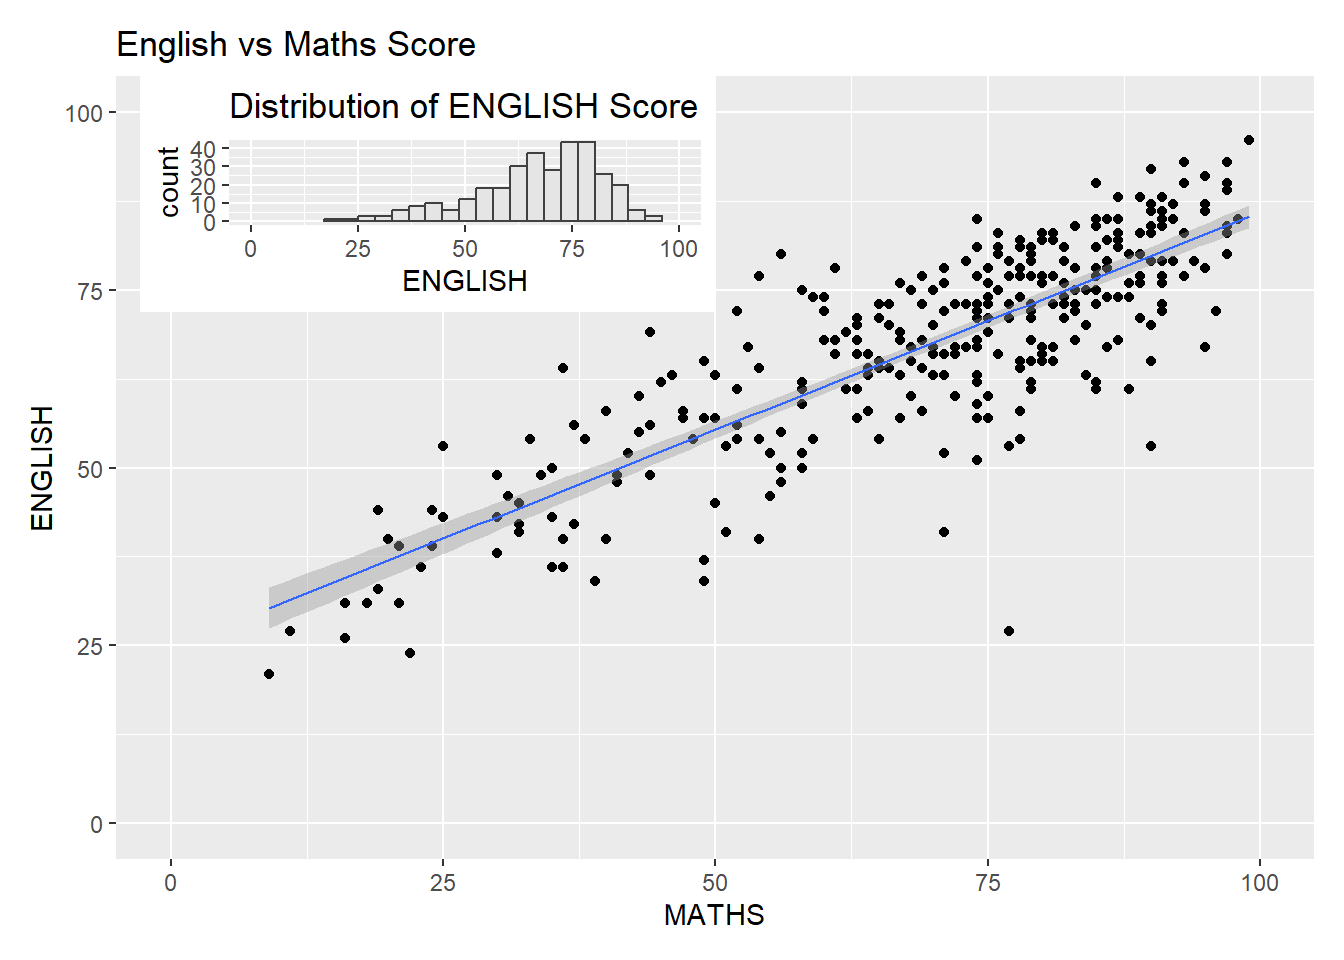 English vs Maths Score
Distribution of ENGLISH Score
count
40
30
20
10
0
0 25 50 75 100
ENGLISH
ENGLISH
100
75
50
25
0
0 25 50 75 100
MATHS